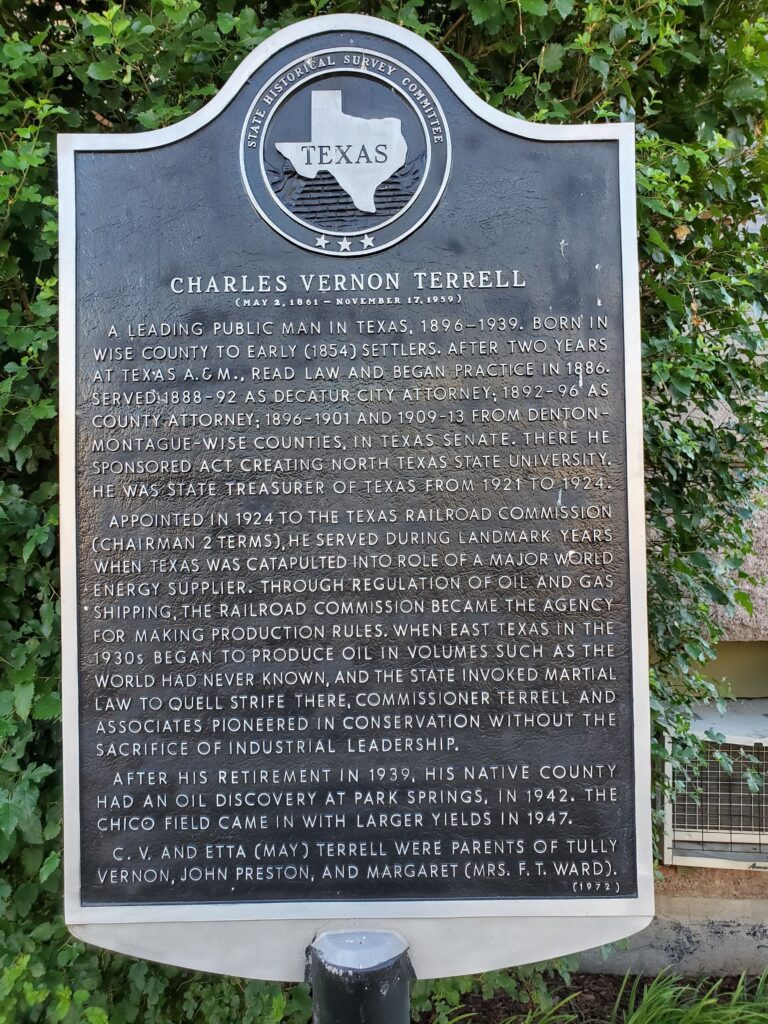 STATE HISTORICAL SURVEY COMMITTEE
TEXAS
CHARLES VERNON TERRELL
(MAY 2, 1861 — NOVEMBER 17, 1959)
A LEADING PUBLIC MAN IN TEXAS, 1896–1939. BORN IN
WISE COUNTY TO EARLY (1854) SETTLERS. AFTER TWO YEARS
AT TEXAS A.&M., READ LAW AND BEGAN PRACTICE IN 1886.
SERVED 1888-92 AS DECATUR CITY ATTORNEY; 1892-96 AS
COUNTY ATTORNEY; 1896-1901 AND 1909-13 FROM DENTON-
MONTAGUE-WISE COUNTIES, IN TEXAS SENATE. THERE HE
SPONSORED ACT CREATING NORTH TEXAS STATE UNIVERSITY.
HE WAS STATE TREASURER OF TEXAS FROM 1921 TO 1924.
APPOINTED IN 1924 TO THE TEXAS RAILROAD COMMISSION
(CHAIRMAN 2 TERMS), HE SERVED DURING LANDMARK YEARS
WHEN TEXAS WAS CATAPULTED INTO ROLE OF A MAJOR WORLD
ENERGY SUPPLIER. THROUGH REGULATION OF OIL AND GAS
SHIPPING, THE RAILROAD COMMISSION BECAME THE AGENCY
FOR MAKING PRODUCTION RULES. WHEN EAST TEXAS IN THE
1930s BEGAN TO PRODUCE OIL IN VOLUMES SUCH AS THE
WORLD HAD NEVER KNOWN, AND THE STATE INVOKED MARTIAL
LAW TO QUELL STRIFE THERE, COMMISSIONER TERRELL AND
ASSOCIATES PIONEERED IN CONSERVATION WITHOUT THE
SACRIFICE OF INDUSTRIAL LEADERSHIP.
AFTER HIS RETIREMENT IN 1939, HIS NATIVE COUNTY
HAD AN OIL DISCOVERY AT PARK SPRINGS, IN 1942. THE
CHICO FIELD CAME IN WITH LARGER YIELDS IN 1947.
C. V. AND ETTA (MAY) TERRELL WERE PARENTS OF TULLY
VERNON, JOHN PRESTON, AND MARGARET (MRS. F. T. WARD).
(1972)